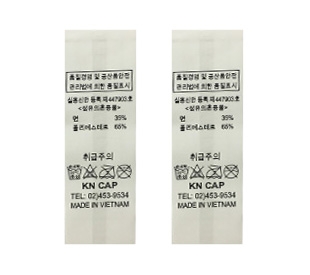 품질경영 및 공산품안전
관리법에 의한 품질표시
실용신안 등록 제447903호
<섬유의혼용율>
면 35%
폴리에스테르 65%
취급주의
KN CAP
TEL: 02)453-9534
MADE IN VIETNAM
품질경영 및 공산품안전
관리법에 의한 품질표시
실용신안 등록 제447903호
<섬유의혼용율>
면 35%
폴리에스테르 65%
취급주의
KN CAP
TEL: 02)453-9534
MADE IN VIETNAM